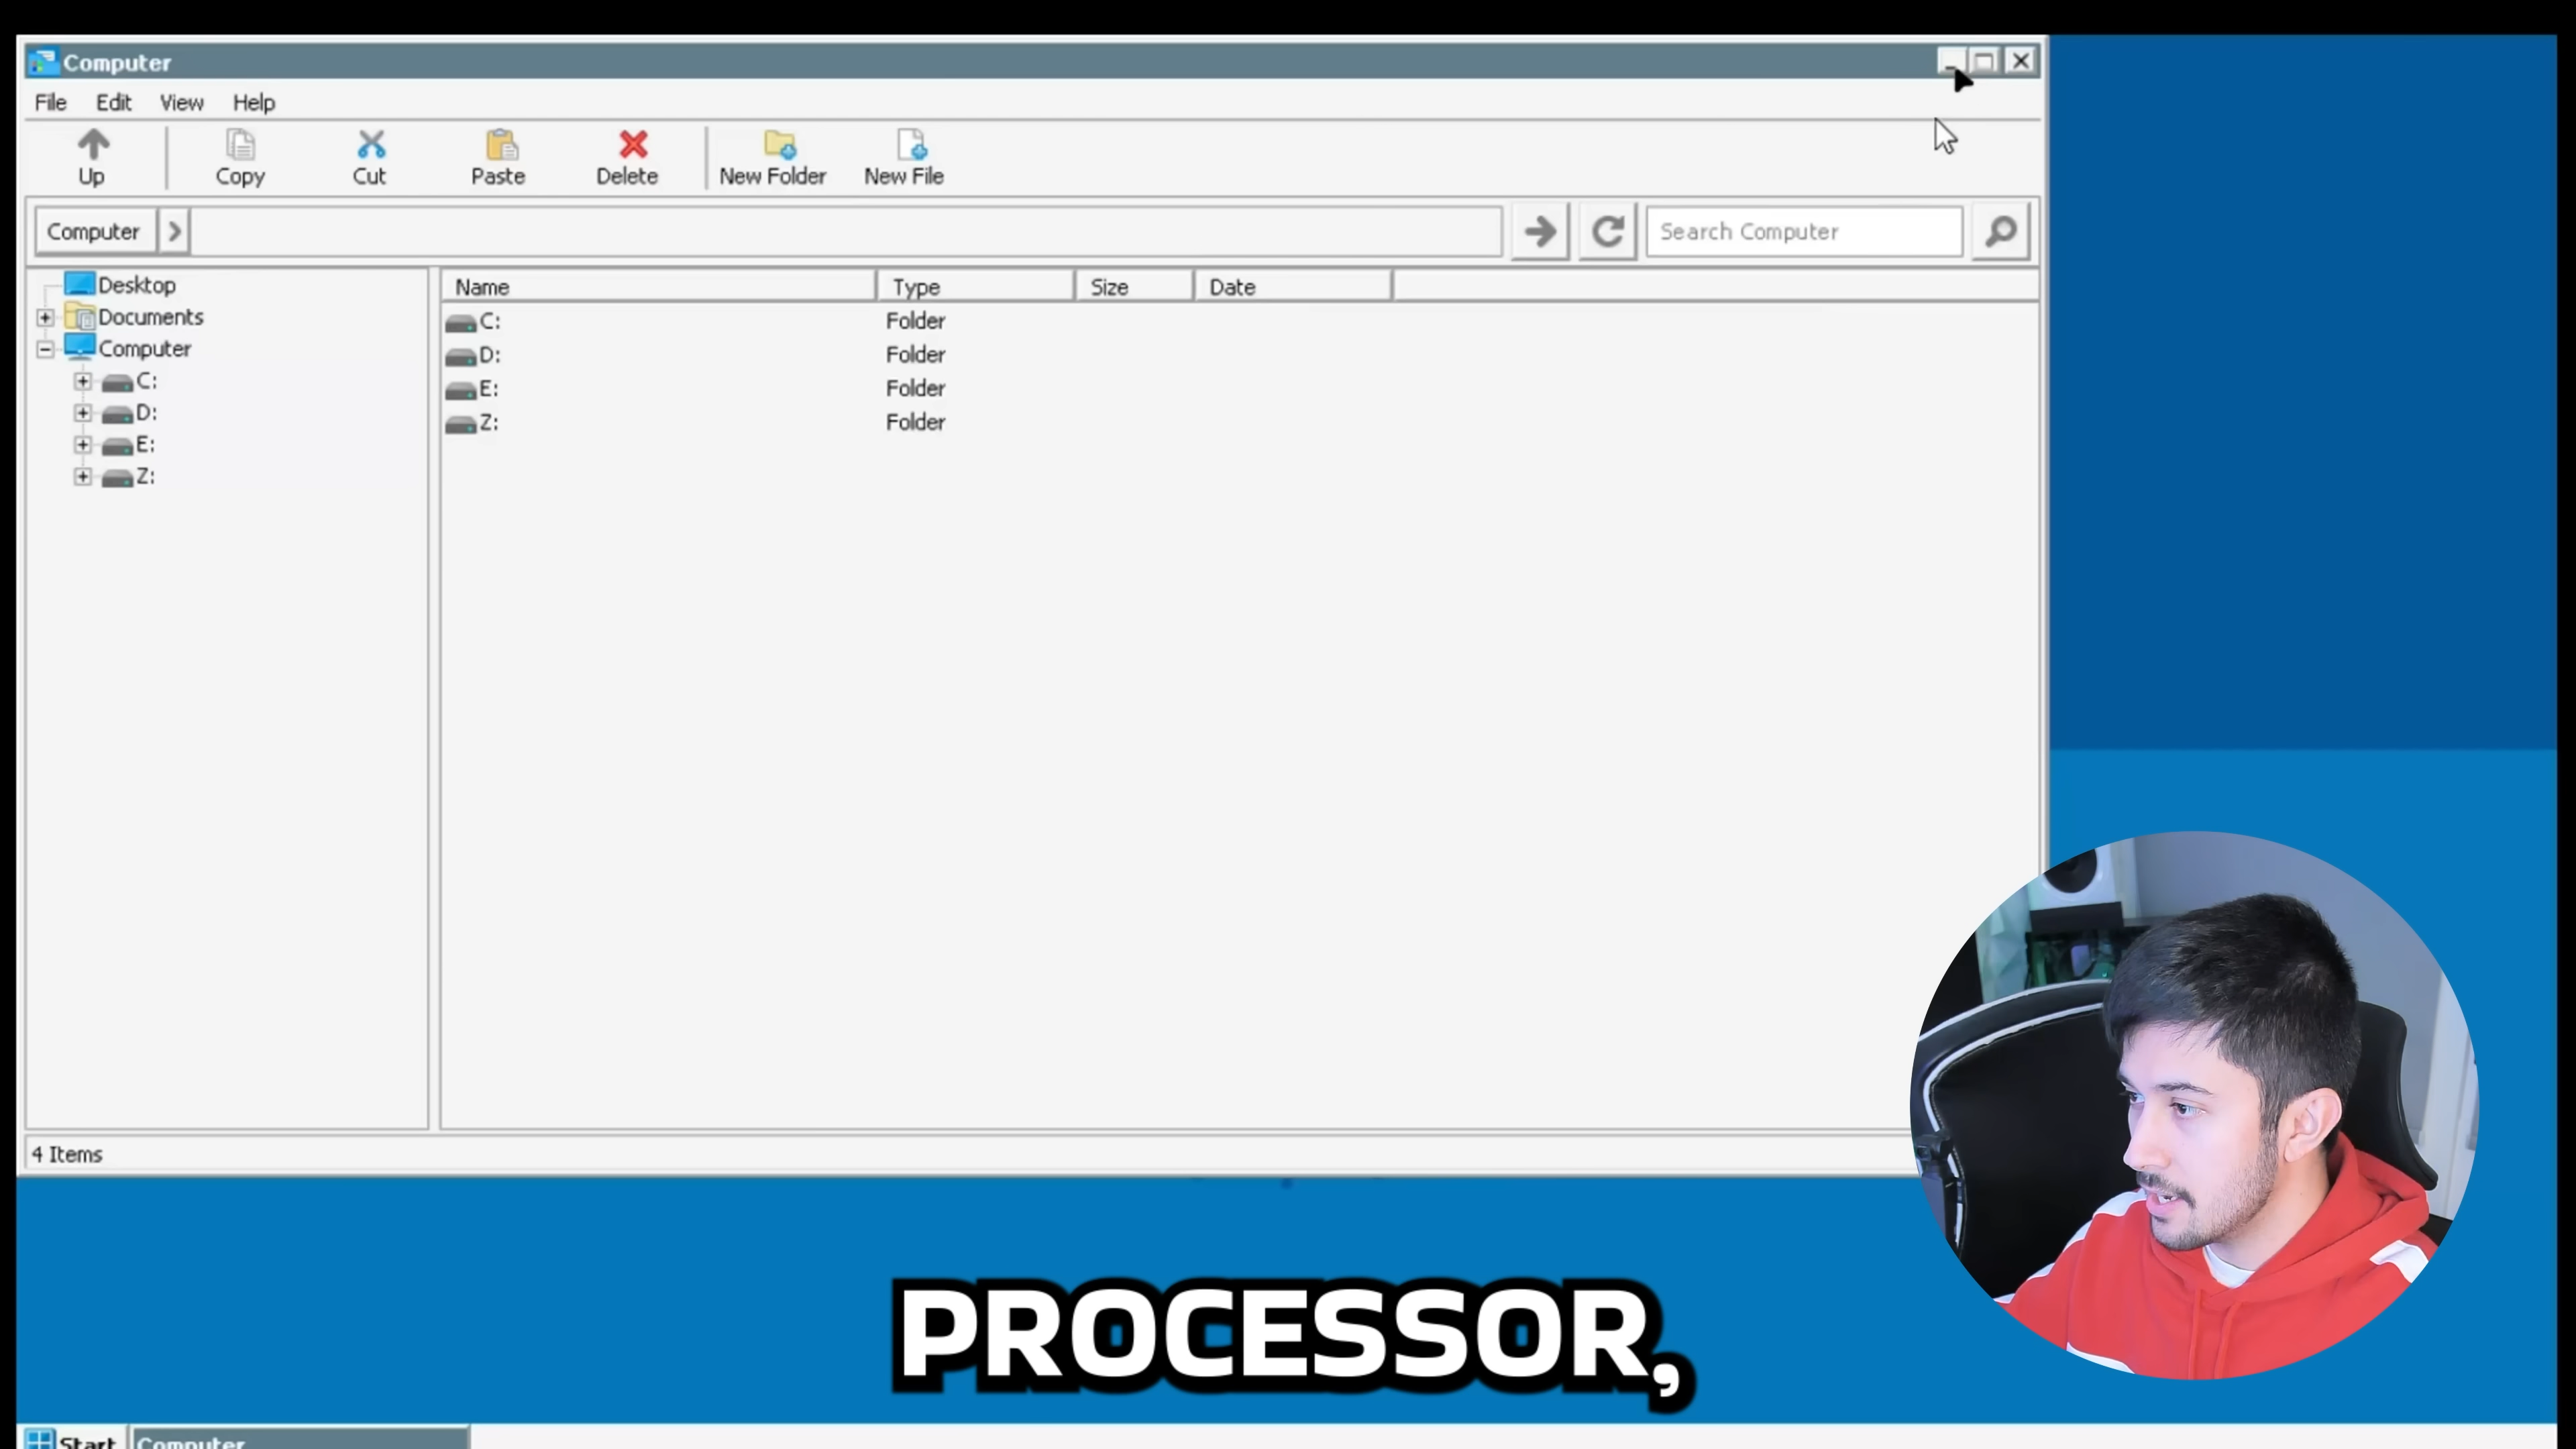 Computer
File Edit View Help
Up Copy Cut Paste Delete New Folder New File
Computer Search Computer
Desktop
Documents
Computer
C:
D:
E:
Z:
Name Type Size Date
C: Folder
D: Folder
E: Folder
Z: Folder
4 Items
PROCESSOR,
Start Computer